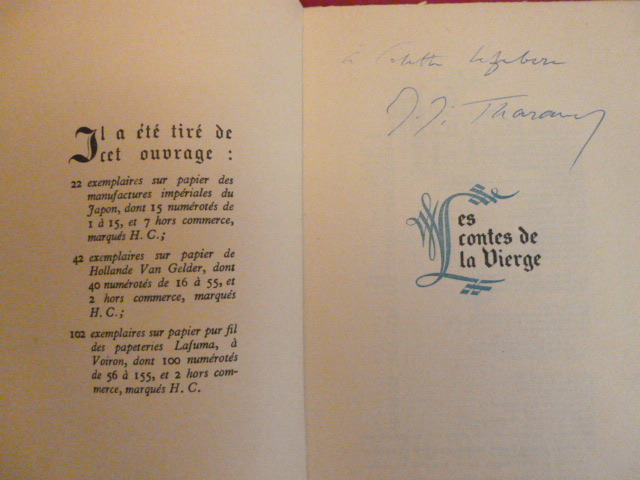 Il a été tiré de
cet ouvrage :
22 exemplaires sur papier des
manufactures impériales du
Japon, dont 15 numérotés de
1 à 15, et 7 hors commerce,
marqués H. C.;
42 exemplaires sur papier de
Hollande Van Gelder, dont
40 numérotés de 16 à 55, et
2 hors commerce, marqués
H. C.;
102 exemplaires sur papier pur fil
des papeteries Lafuma, à
Voiron, dont 100 numérotés
de 56 à 155, et 2 hors com-
merce, marqués H. C.
à Lefebvre
J. J. Tharaud
Les
contes de
la Vierge